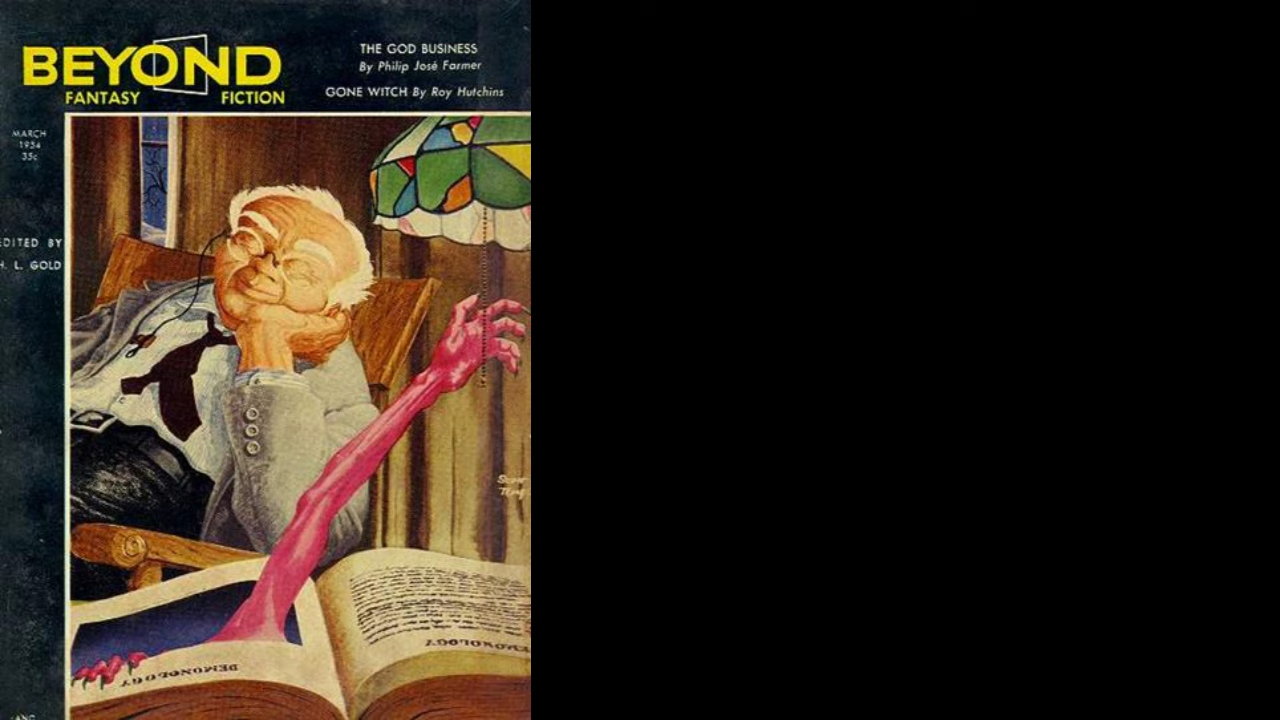 BEYOND
FANTASY FICTION
THE GOD BUSINESS
By Philip José Farmer
GONE WITCH By Roy Hutchins
MARCH
1954
35c
EDITED BY
H. L. GOLD
DEMONOLOGY